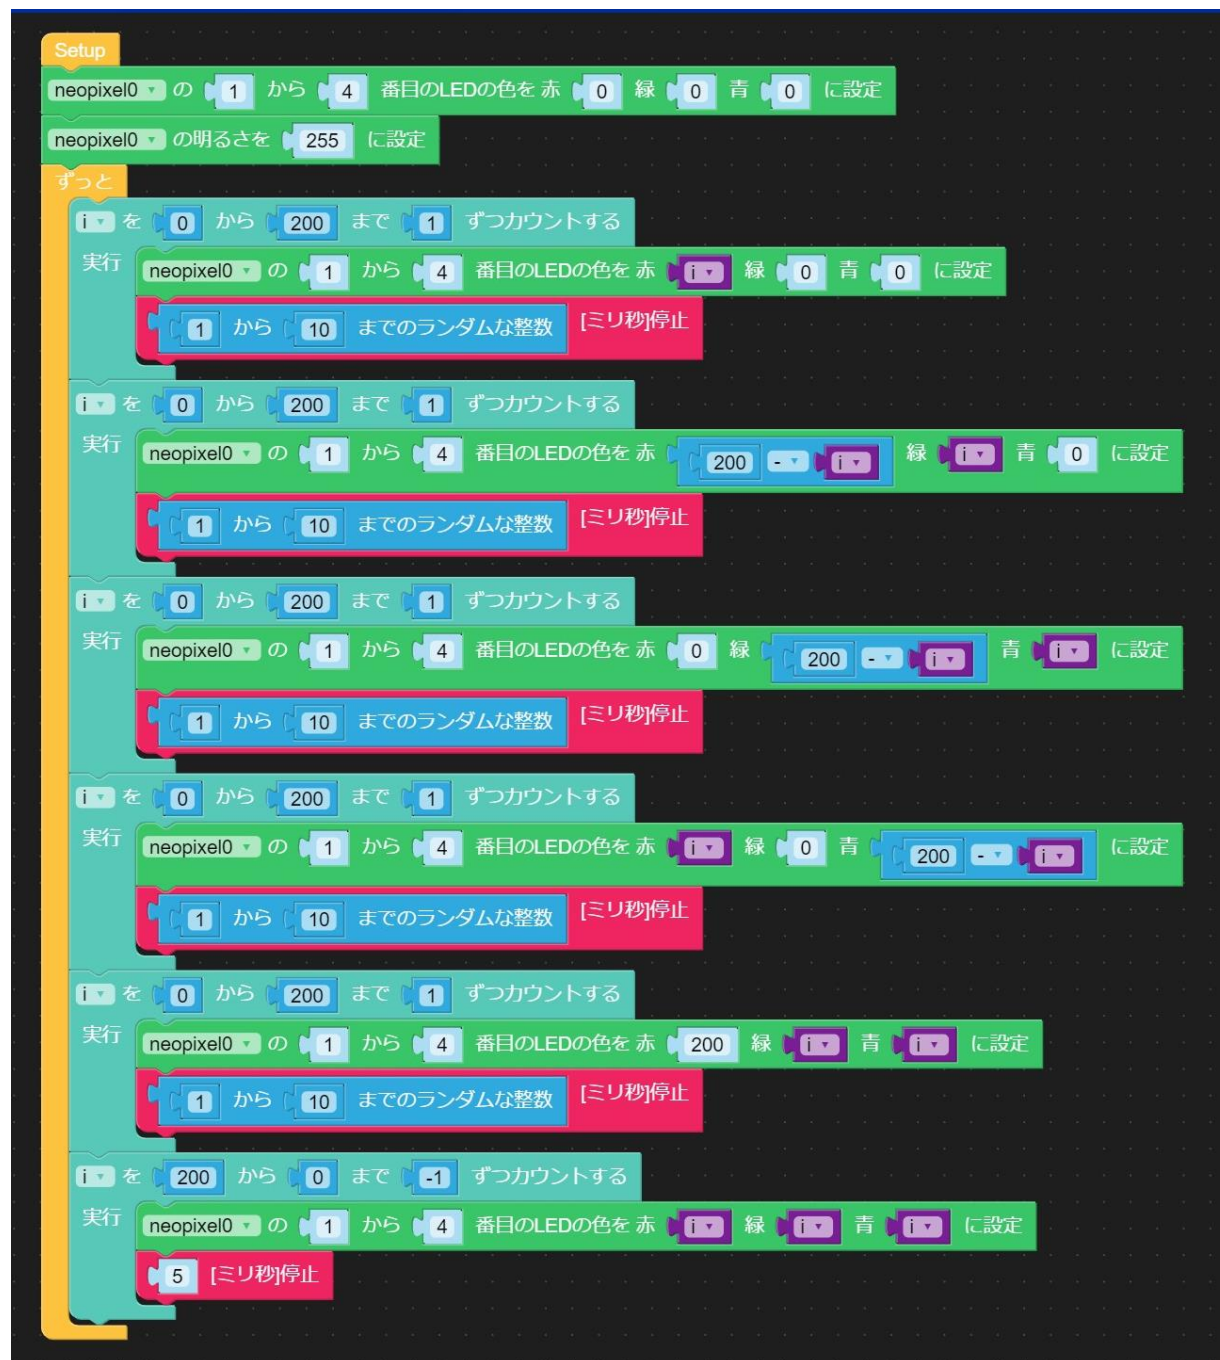 Setup
neopixel0 の 1 から 4 番目のLEDの色を 赤 0 緑 0 青 0 に設定
neopixel0 の明るさを 255 に設定
ずっと
i を 0 から 200 まで 1 ずつカウントする
実行 neopixel0 の 1 から 4 番目のLEDの色を 赤 i 緑 0 青 0 に設定
1 から 10 までのランダムな整数 [ミリ秒]停止
i を 0 から 200 まで 1 ずつカウントする
実行 neopixel0 の 1 から 4 番目のLEDの色を 赤 200 - i 緑 i 青 0 に設定
1 から 10 までのランダムな整数 [ミリ秒]停止
i を 0 から 200 まで 1 ずつカウントする
実行 neopixel0 の 1 から 4 番目のLEDの色を 赤 0 緑 200 - i 青 i に設定
1 から 10 までのランダムな整数 [ミリ秒]停止
i を 0 から 200 まで 1 ずつカウントする
実行 neopixel0 の 1 から 4 番目のLEDの色を 赤 i 緑 0 青 200 - i に設定
1 から 10 までのランダムな整数 [ミリ秒]停止
i を 0 から 200 まで 1 ずつカウントする
実行 neopixel0 の 1 から 4 番目のLEDの色を 赤 200 緑 i 青 i に設定
1 から 10 までのランダムな整数 [ミリ秒]停止
i を 200 から 0 まで -1 ずつカウントする
実行 neopixel0 の 1 から 4 番目のLEDの色を 赤 i 緑 i 青 i に設定
5 [ミリ秒]停止